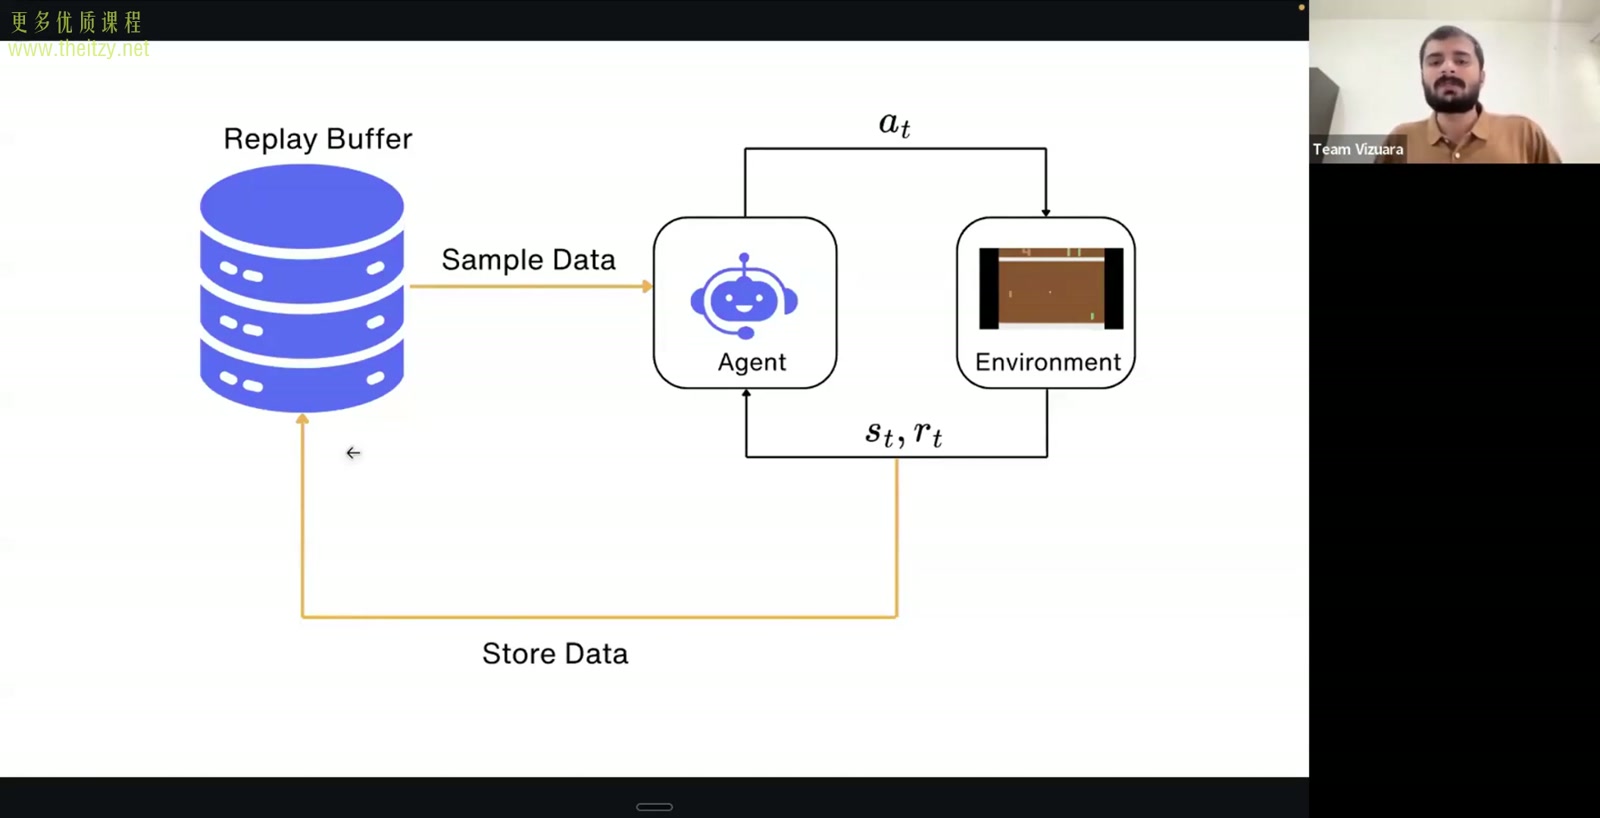 更多优质课程
www.theitzy.net
Replay Buffer
Sample Data
a_t
Agent
Environment
s_t, r_t
Store Data
Team Vizuara